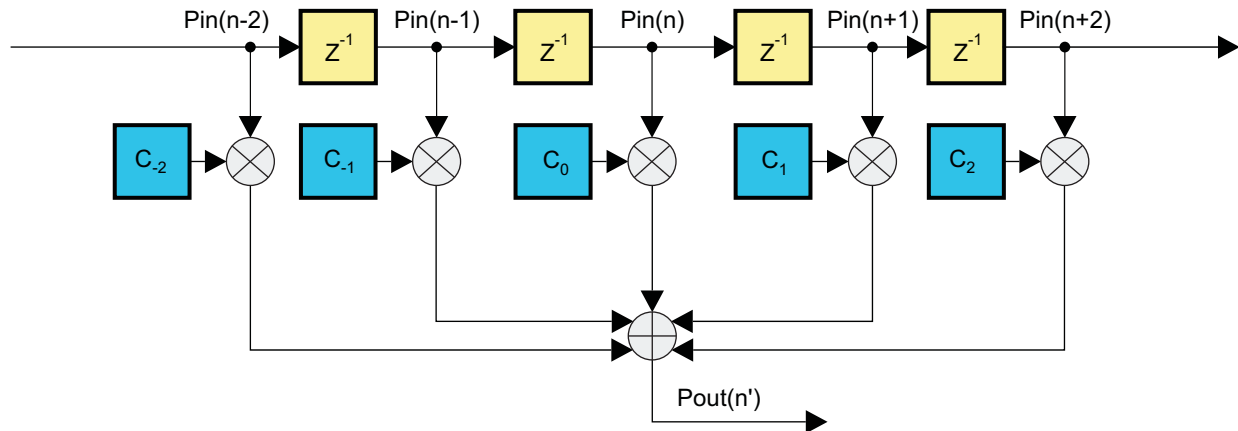 Pin(n-2) Pin(n-1) Pin(n) Pin(n+1) Pin(n+2)
Z⁻¹ Z⁻¹ Z⁻¹ Z⁻¹
C₋₂ C₋₁ C₀ C₁ C₂
Pout(n')